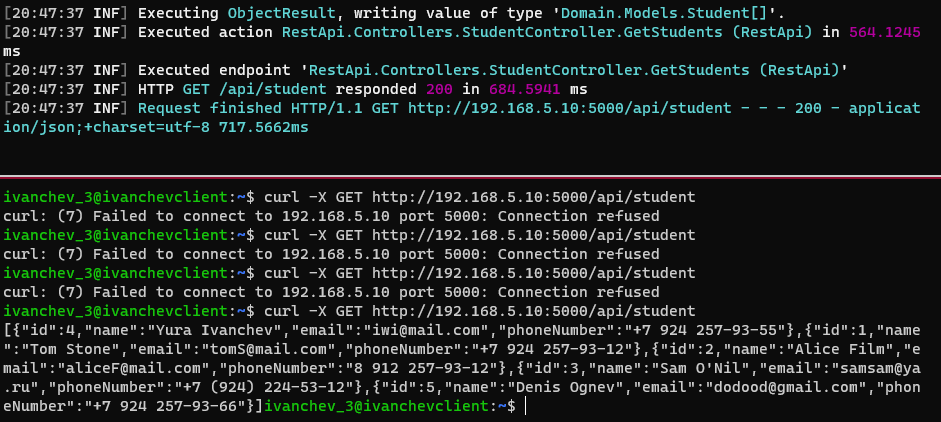 [20:47:37 INF] Executing ObjectResult, writing value of type 'Domain.Models.Student[]'.
[20:47:37 INF] Executed action RestApi.Controllers.StudentController.GetStudents (RestApi) in 564.1245
ms
[20:47:37 INF] Executed endpoint 'RestApi.Controllers.StudentController.GetStudents (RestApi)'
[20:47:37 INF] HTTP GET /api/student responded 200 in 684.5941 ms
[20:47:37 INF] Request finished HTTP/1.1 GET http://192.168.5.10:5000/api/student - - - 200 - applicat
ion/json;+charset=utf-8 717.5662ms
ivanchev_3@ivanchevclient:~$ curl -X GET http://192.168.5.10:5000/api/student
curl: (7) Failed to connect to 192.168.5.10 port 5000: Connection refused
ivanchev_3@ivanchevclient:~$ curl -X GET http://192.168.5.10:5000/api/student
curl: (7) Failed to connect to 192.168.5.10 port 5000: Connection refused
ivanchev_3@ivanchevclient:~$ curl -X GET http://192.168.5.10:5000/api/student
curl: (7) Failed to connect to 192.168.5.10 port 5000: Connection refused
ivanchev_3@ivanchevclient:~$ curl -X GET http://192.168.5.10:5000/api/student
[{"id":4,"name":"Yura Ivanchev","email":"iwi@mail.com","phoneNumber":"+7 924 257-93-55"},{"id":1,"name
":"Tom Stone","email":"tomS@mail.com","phoneNumber":"+7 924 257-93-12"},{"id":2,"name":"Alice Film","e
mail":"aliceF@mail.com","phoneNumber":"8 912 257-93-12"},{"id":3,"name":"Sam O'Nil","email":"samsam@ya
.ru","phoneNumber":"+7 (924) 224-53-12"},{"id":5,"name":"Denis Ognev","email":"dodood@gmail.com","phon
eNumber":"+7 924 257-93-66"}]ivanchev_3@ivanchevclient:~$